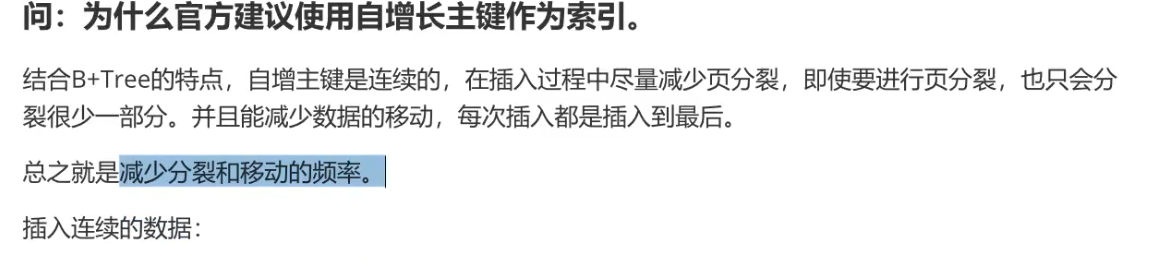 问：为什么官方建议使用自增长主键作为索引。
结合B+Tree的特点，自增主键是连续的，在插入过程中尽量减少页分裂，即使要进行页分裂，也只会分
裂很少一部分。并且能减少数据的移动，每次插入都是插入到最后。
总之就是减少分裂和移动的频率。
插入连续的数据：